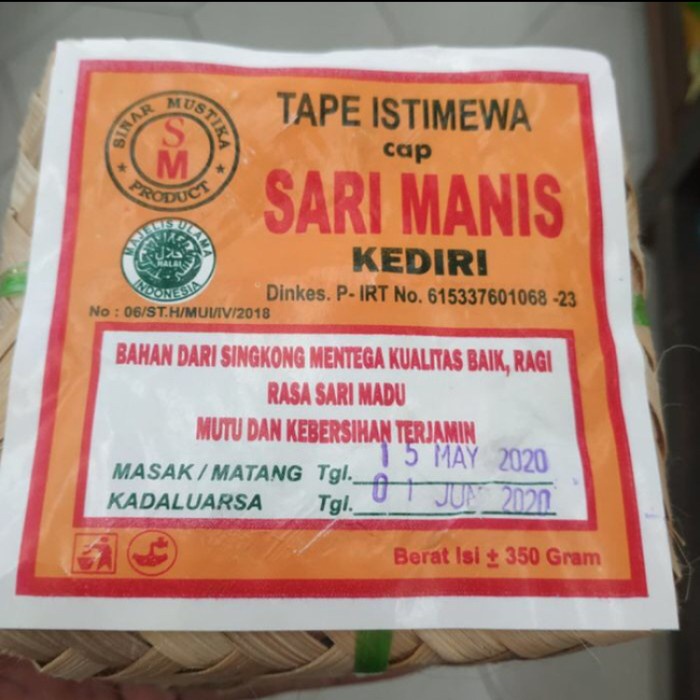 SINAR MUSTIKA
SM
PRODUCT
TAPE ISTIMEWA
cap
SARI MANIS
KEDIRI
Dinkes. P- IRT No. 615337601068 -23
MAJELIS ULAMA
حلال
HALAL
INDONESIA
No : 06/ST.H/MUI/IV/2018
BAHAN DARI SINGKONG MENTEGA KUALITAS BAIK, RAGI
RASA SARI MADU
MUTU DAN KEBERSIHAN TERJAMIN
MASAK / MATANG Tgl. 15 MAY 2020
KADALUARSA Tgl. 01 JUN 2020
Berat Isi ± 350 Gram